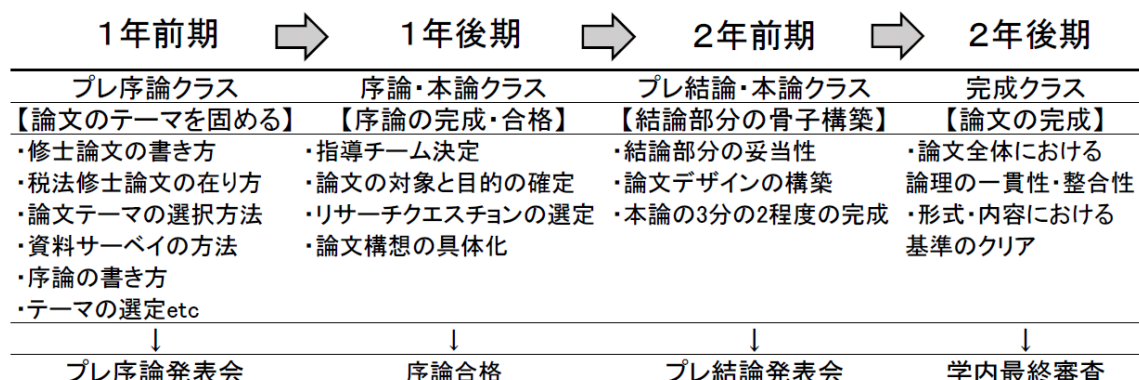 1年前期 ⇨ 1年後期 ⇨ 2年前期 ⇨ 2年後期
プレ序論クラス 序論・本論クラス プレ結論・本論クラス 完成クラス
【論文のテーマを固める】 【序論の完成・合格】 【結論部分の骨子構築】 【論文の完成】
・修士論文の書き方 ・指導チーム決定 ・結論部分の妥当性 ・論文全体における
・税法修士論文の在り方 ・論文の対象と目的の確定 ・論文デザインの構築 論理の一貫性・整合性
・論文テーマの選択方法 ・リサーチクエスチョンの選定 ・本論の3分の2程度の完成 ・形式・内容における
・資料サーベイの方法 ・論文構想の具体化 基準のクリア
・序論の書き方
・テーマの選定etc
↓ ↓ ↓ ↓
プレ序論発表会 序論合格 プレ結論発表会 学内最終審査